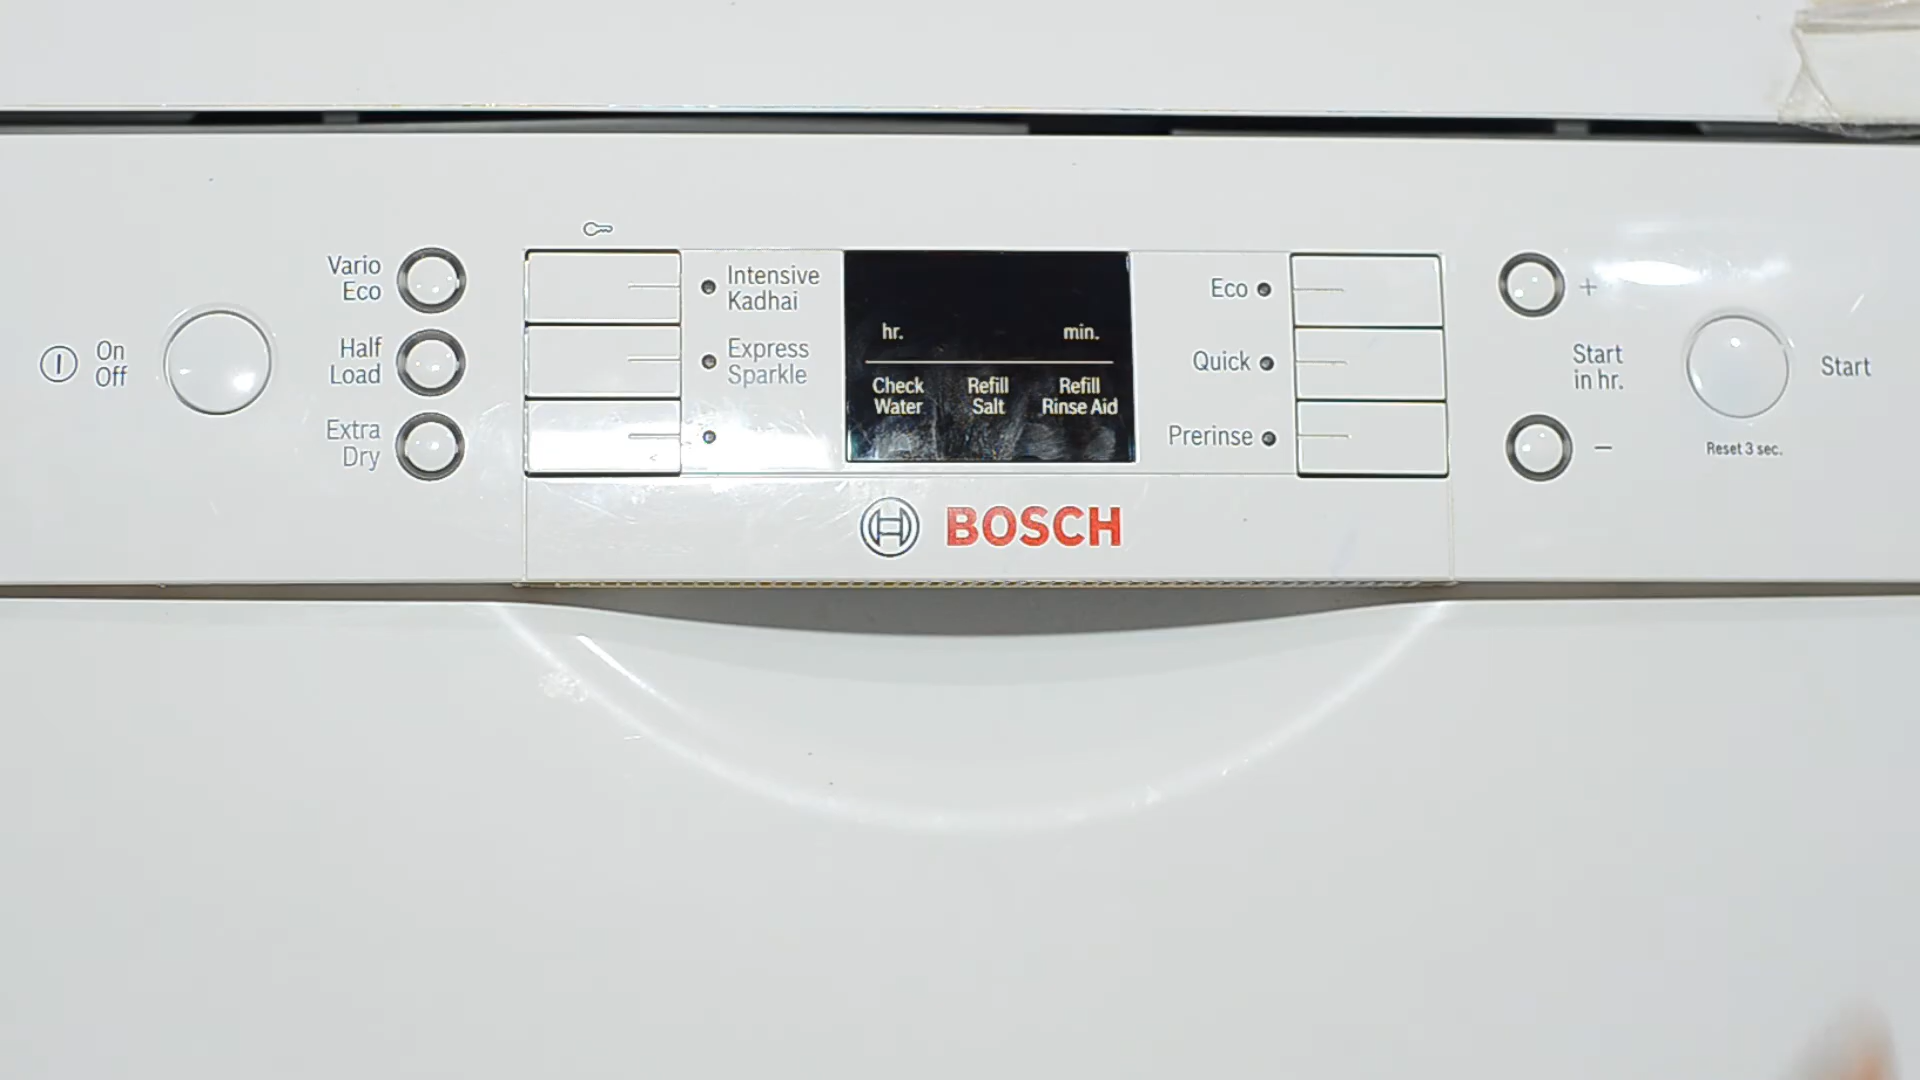 On
Off
Vario
Eco
Half
Load
Extra
Dry
Intensive
Kadhai
Express
Sparkle
hr. min.
Check
Water
Refill
Salt
Refill
Rinse Aid
Eco
Quick
Prerinse
+
Start
in hr.
−
Start
Reset 3 sec.
BOSCH